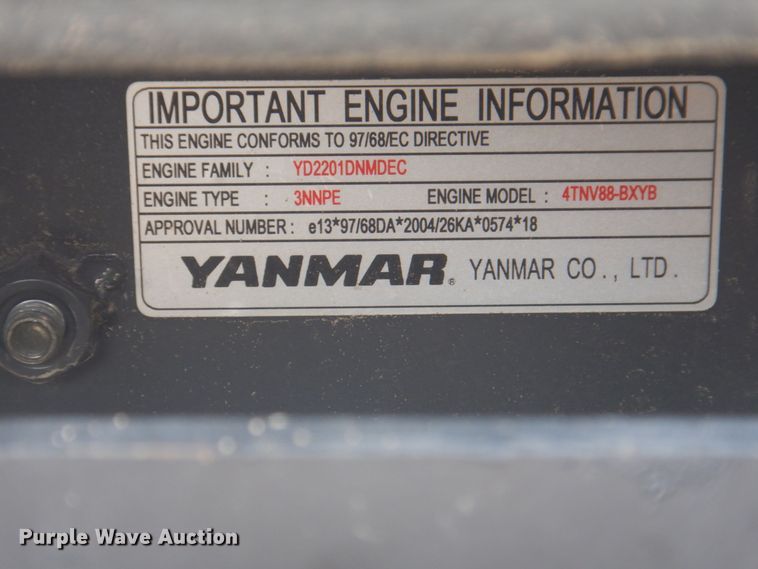 IMPORTANT ENGINE INFORMATION
THIS ENGINE CONFORMS TO 97/68/EC DIRECTIVE
ENGINE FAMILY : YD2201DNMDEC
ENGINE TYPE : 3NNPE ENGINE MODEL : 4TNV88-BXYB
APPROVAL NUMBER : e13*97/68DA*2004/26KA*0574*18
YANMAR® YANMAR CO., LTD.
Purple Wave Auction